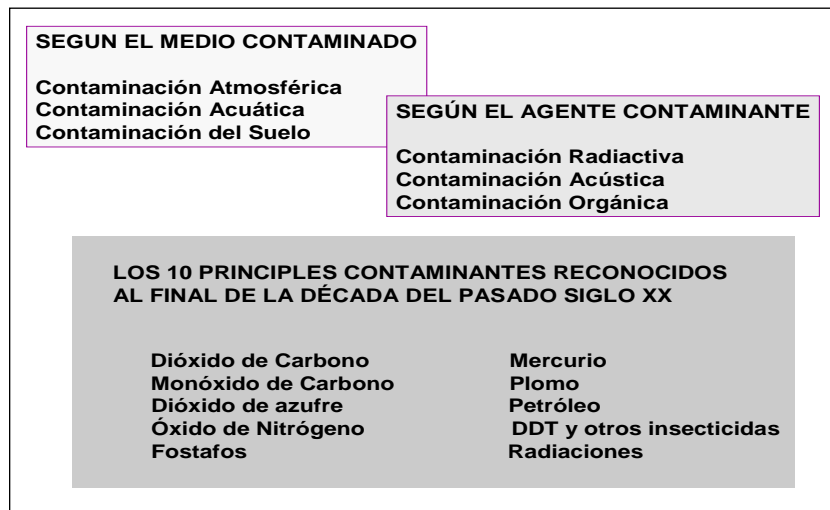 SEGUN EL MEDIO CONTAMINADO
Contaminación Atmosférica
Contaminación Acuática
Contaminación del Suelo
SEGÚN EL AGENTE CONTAMINANTE
Contaminación Radiactiva
Contaminación Acústica
Contaminación Orgánica
LOS 10 PRINCIPLES CONTAMINANTES RECONOCIDOS
AL FINAL DE LA DÉCADA DEL PASADO SIGLO XX
Dióxido de Carbono
Monóxido de Carbono
Dióxido de azufre
Óxido de Nitrógeno
Fostafos
Mercurio
Plomo
Petróleo
DDT y otros insecticidas
Radiaciones